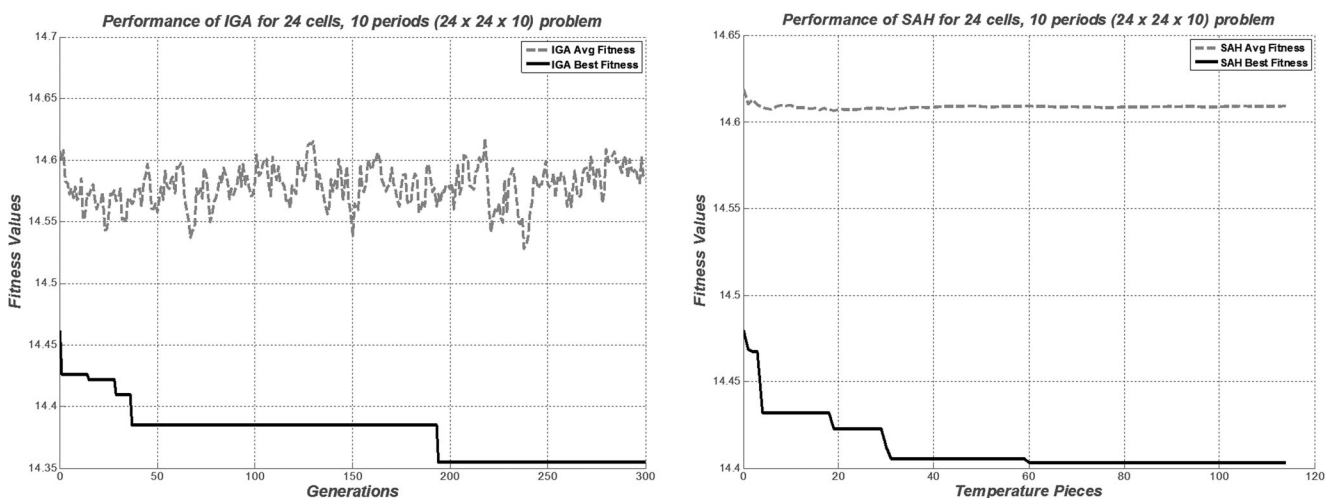 Performance of IGA for 24 cells, 10 periods (24 x 24 x 10) problem
14.7
14.65
14.6
14.55
14.5
14.45
14.4
14.35
Fitness Values
IGA Avg Fitness
IGA Best Fitness
0 50 100 150 200 250 300
Generations
Performance of SAH for 24 cells, 10 periods (24 x 24 x 10) problem
14.65
14.6
14.55
14.5
14.45
14.4
Fitness Values
SAH Avg Fitness
SAH Best Fitness
0 20 40 60 80 100 120
Temperature Pieces